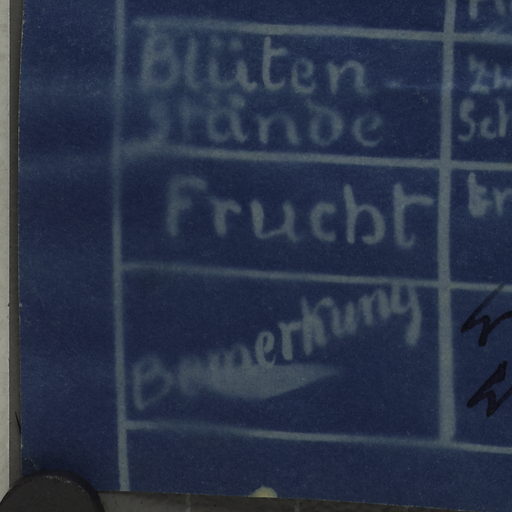 Blüten
stände
Frucht
Bemerkung